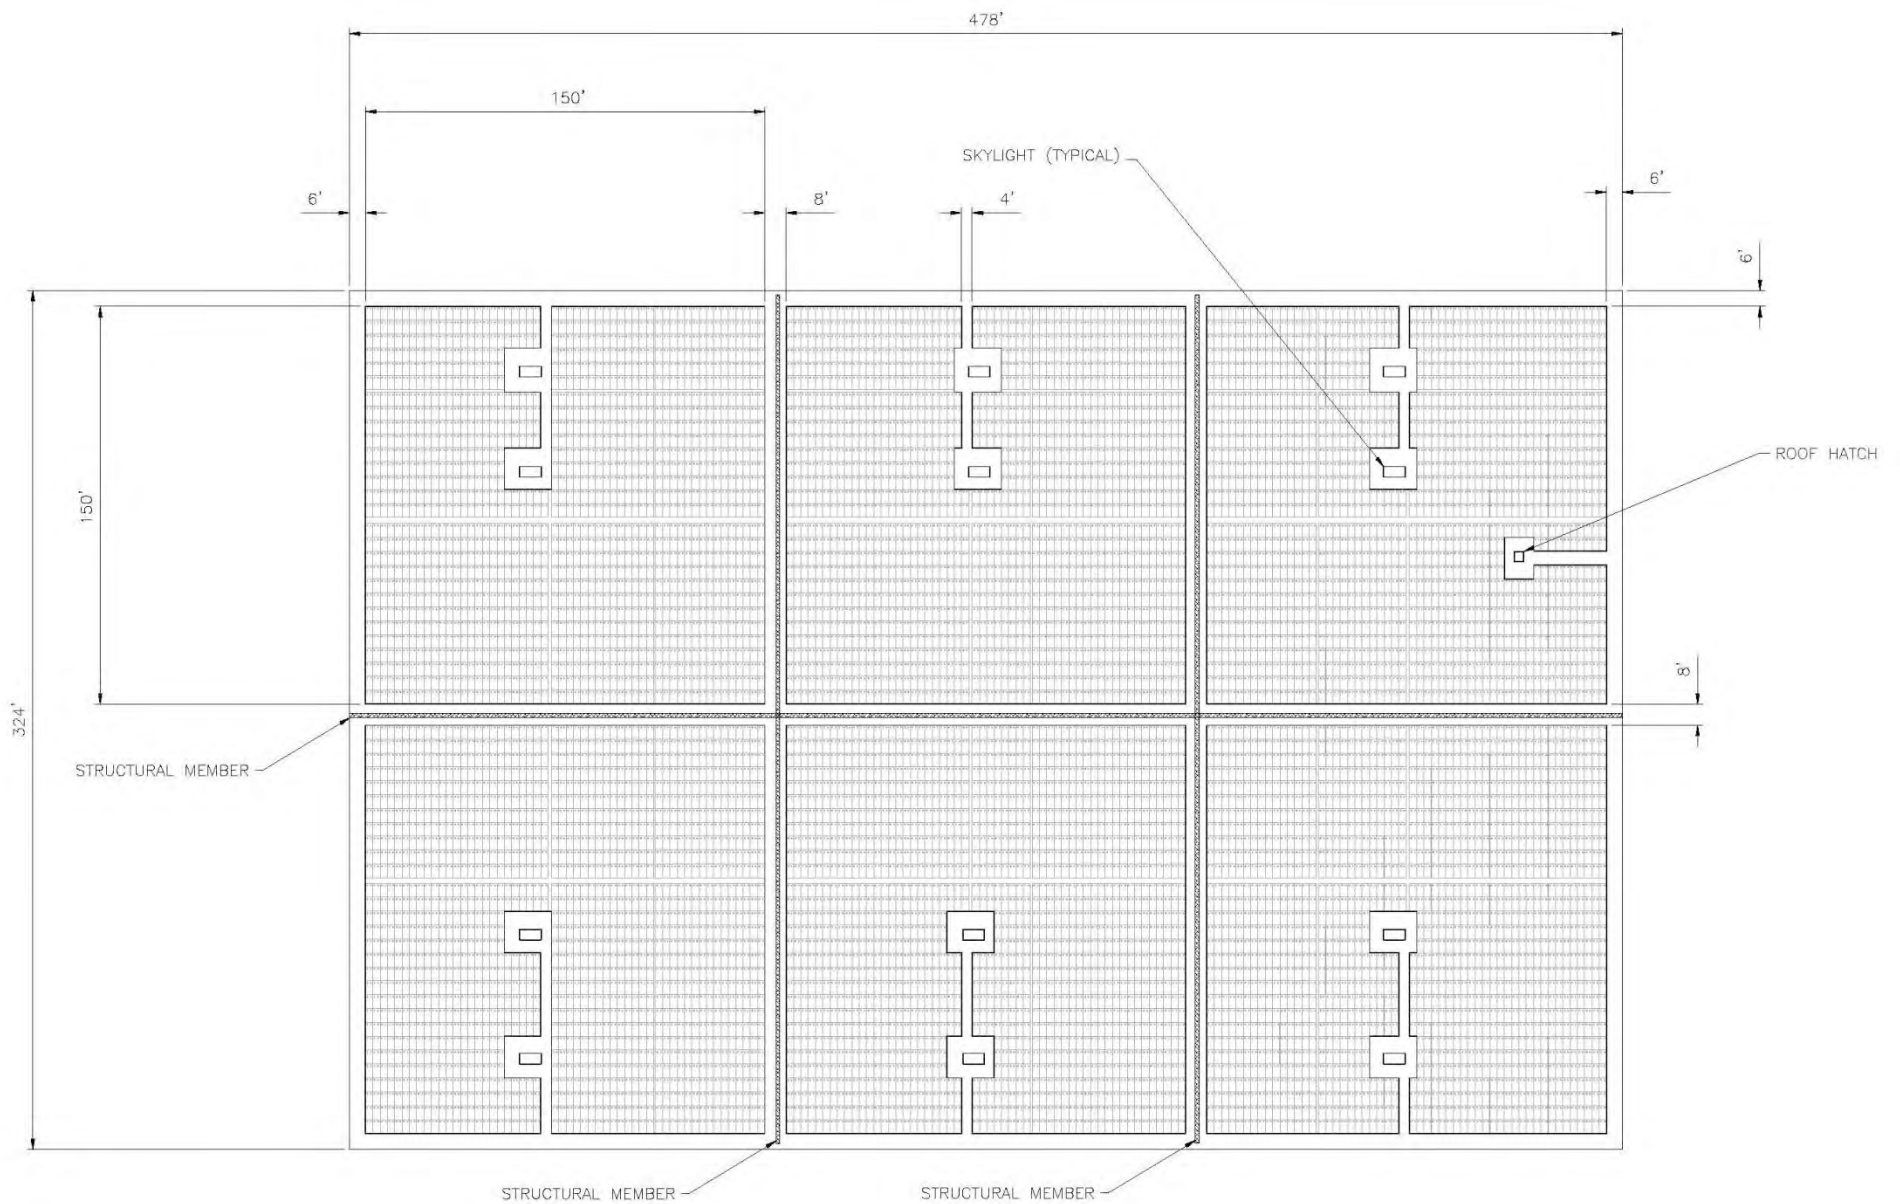 478'
150'
SKYLIGHT (TYPICAL)
6'
8'
4'
6'
6'
150'
ROOF HATCH
324'
8'
STRUCTURAL MEMBER
STRUCTURAL MEMBER
STRUCTURAL MEMBER